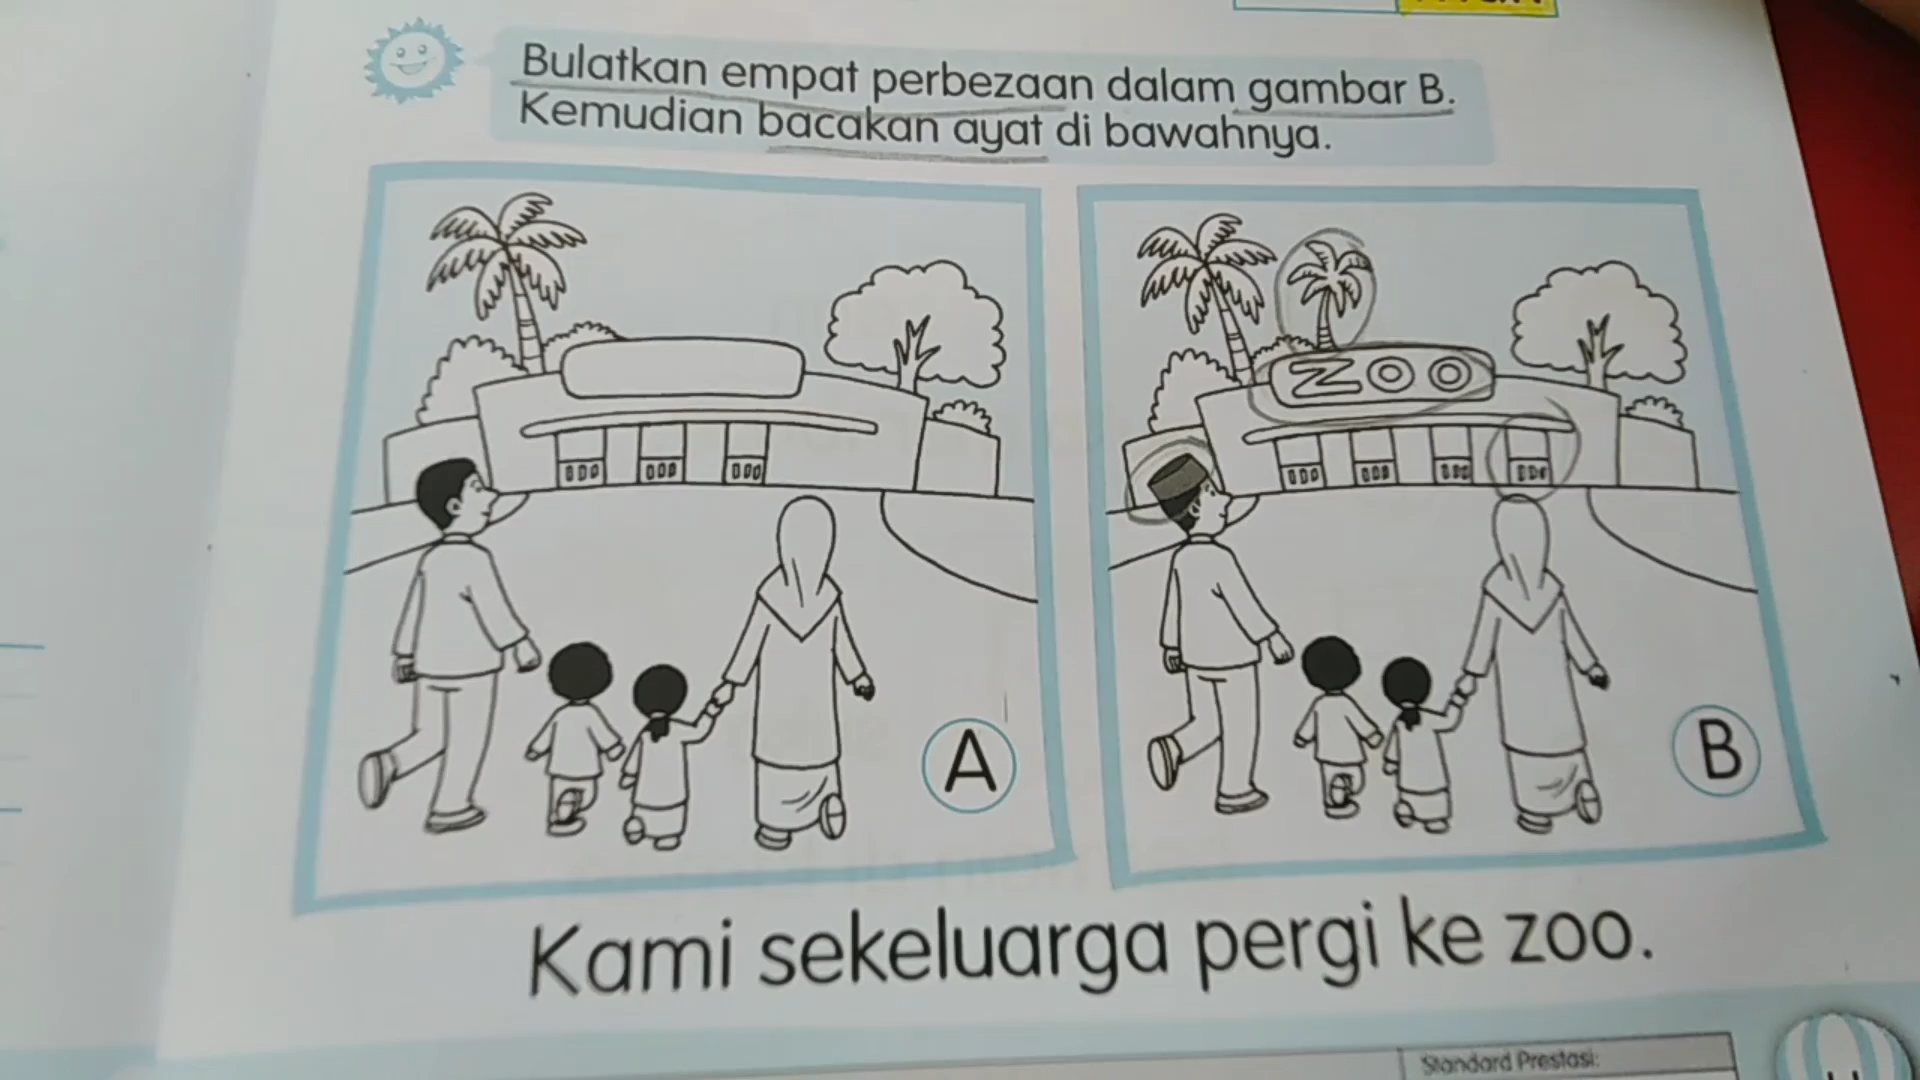 Bulatkan empat perbezaan dalam gambar B.
Kemudian bacakan ayat di bawahnya.
ZOO
A
B
Kami sekeluarga pergi ke zoo.
Standard Prestasi: